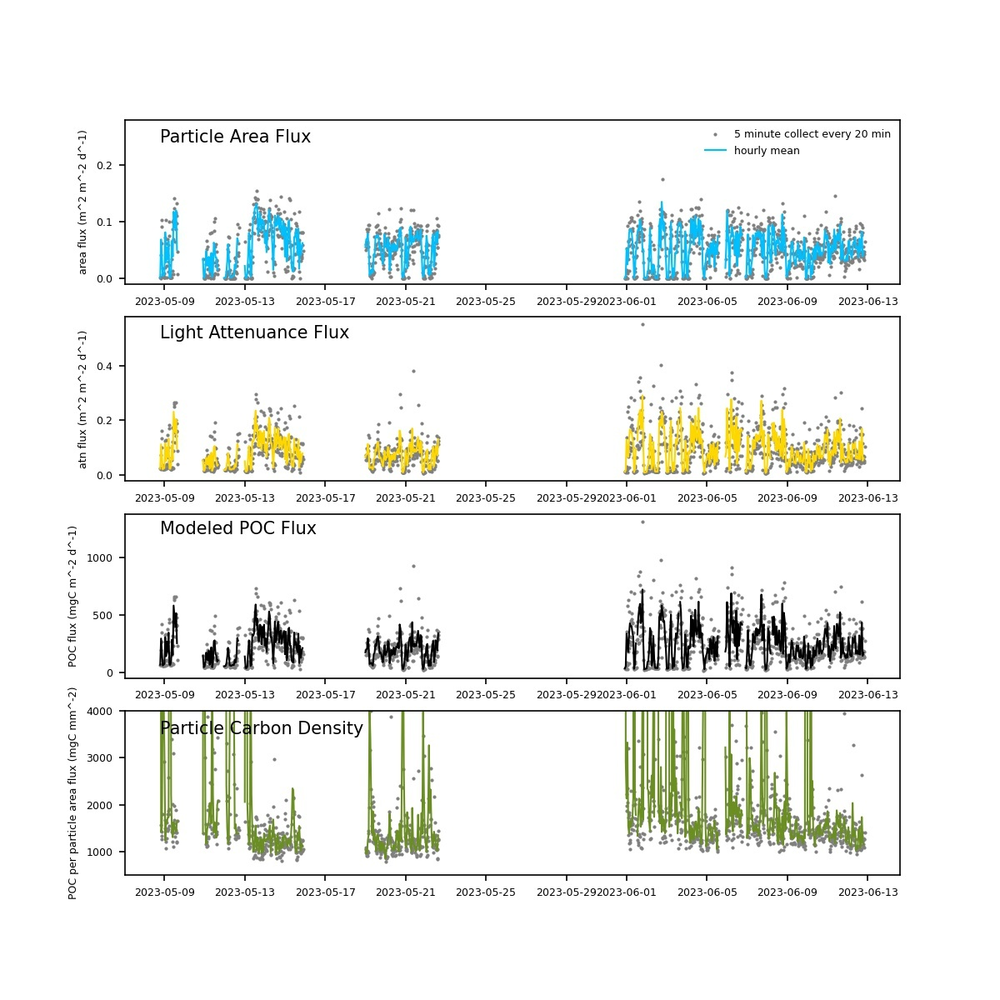 Particle Area Flux
5 minute collect every 20 min
hourly mean
area flux (m^2 m^-2 d^-1)
0.2
0.1
0.0
2023-05-09 2023-05-13 2023-05-17 2023-05-21 2023-05-25 2023-05-29 2023-06-01 2023-06-05 2023-06-09 2023-06-13
Light Attenuance Flux
atn flux (m^2 m^-2 d^-1)
0.4
0.2
0.0
2023-05-09 2023-05-13 2023-05-17 2023-05-21 2023-05-25 2023-05-29 2023-06-01 2023-06-05 2023-06-09 2023-06-13
Modeled POC Flux
POC flux (mgC m^-2 d^-1)
1000
500
0
2023-05-09 2023-05-13 2023-05-17 2023-05-21 2023-05-25 2023-05-29 2023-06-01 2023-06-05 2023-06-09 2023-06-13
Particle Carbon Density
POC per particle area flux (mgC mm^-2)
4000
3000
2000
1000
2023-05-09 2023-05-13 2023-05-17 2023-05-21 2023-05-25 2023-05-29 2023-06-01 2023-06-05 2023-06-09 2023-06-13